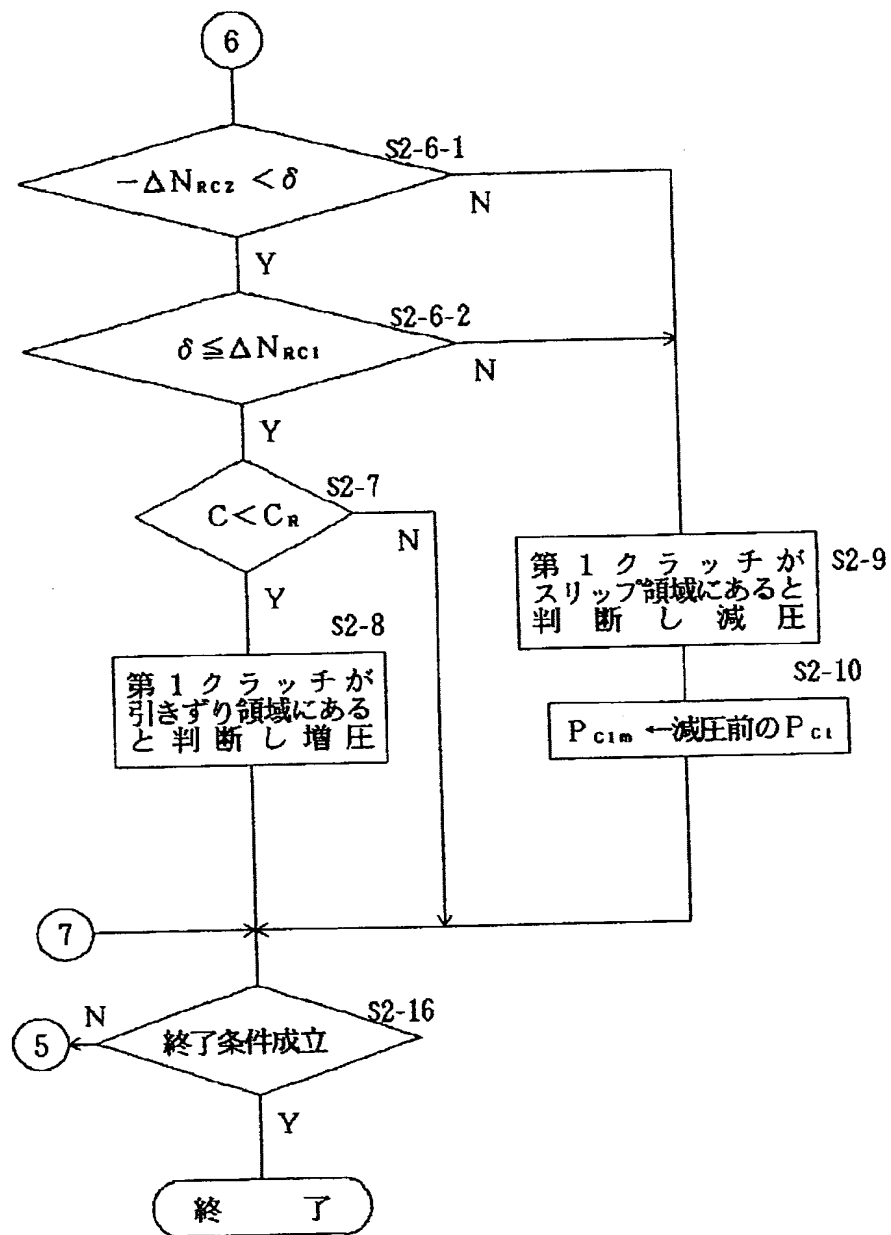 6
S2-6-1
−ΔN_RC2 < δ
N
Y
S2-6-2
δ ≦ ΔN_RC1
N
Y
S2-7
C < C_R
N
Y
S2-8
第1クラッチが
引きずり領域にある
と判断し増圧
S2-9
第1クラッチが
スリップ領域にあると
判断し減圧
S2-10
P_C1m ←減圧前のP_C1
7
S2-16
終了条件成立
N
5
Y
終了